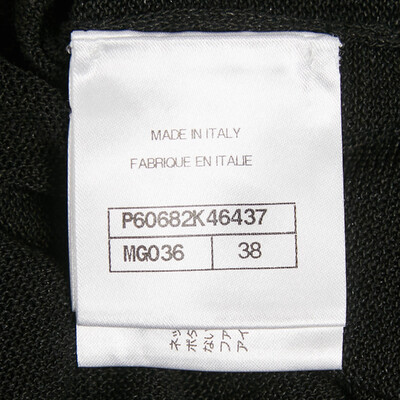 MADE IN ITALY
FABRIQUE EN ITALIE
P60682K46437
MG036 38